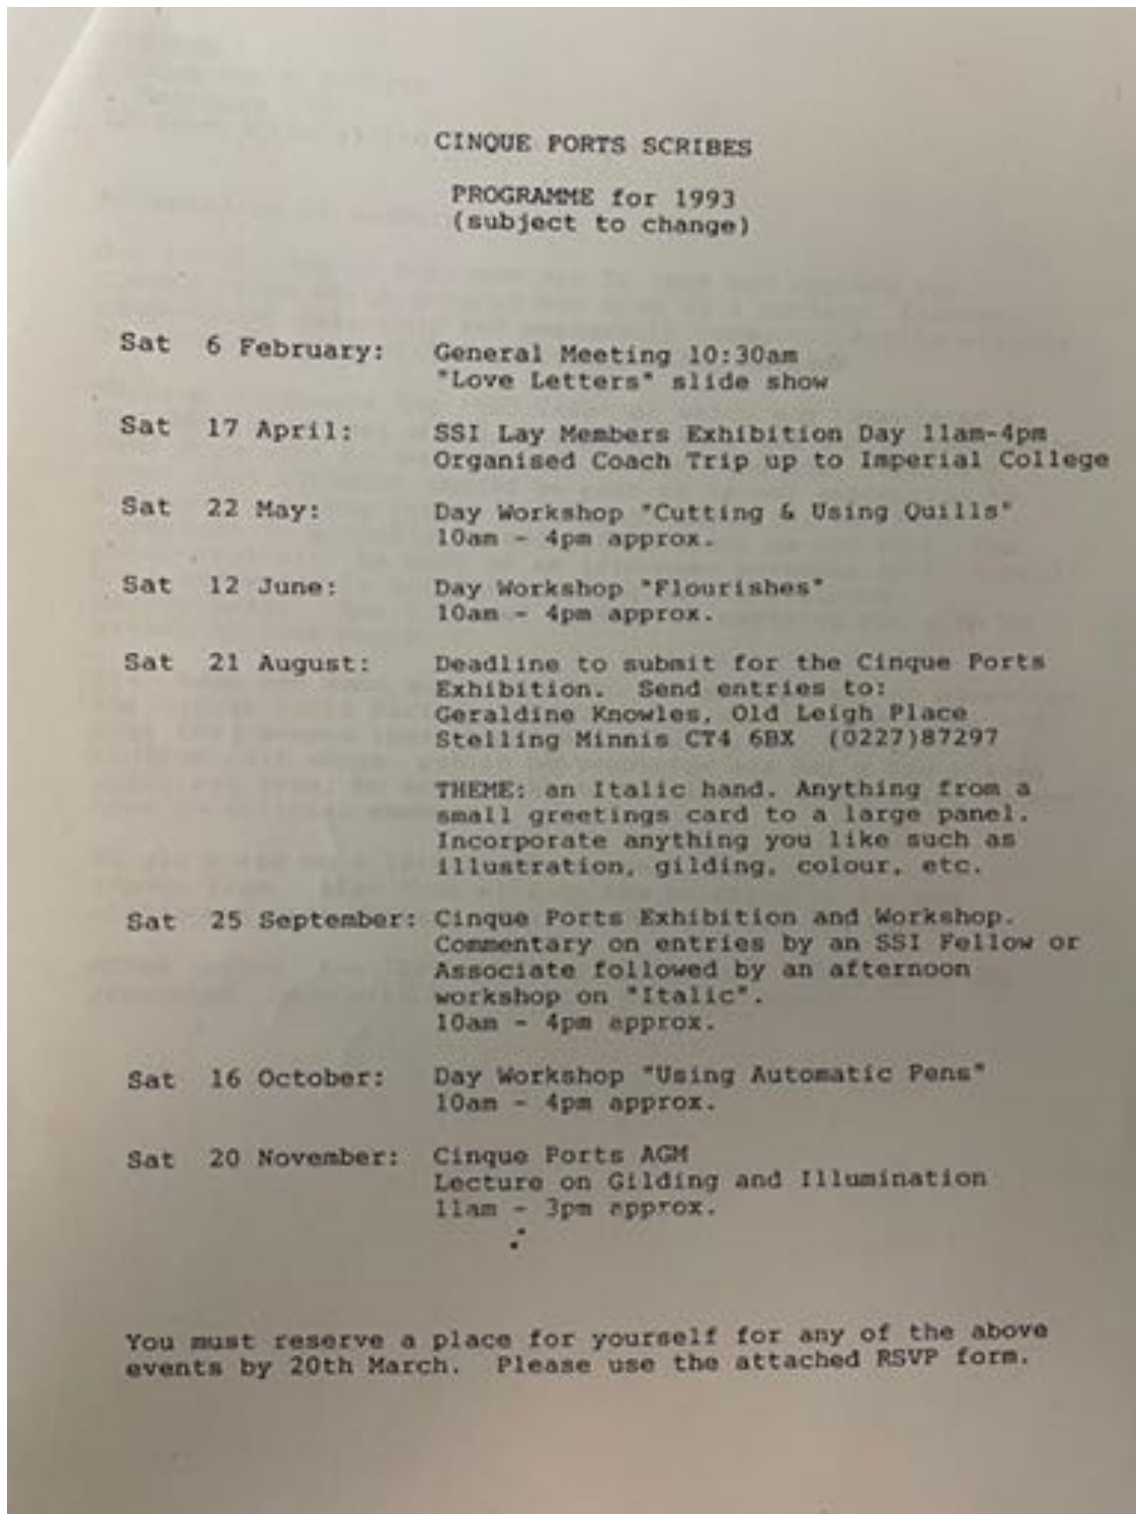 CINQUE PORTS SCRIBES
PROGRAMME for 1993
(subject to change)
Sat 6 February: General Meeting 10:30am
"Love Letters" slide show
Sat 17 April: SSI Lay Members Exhibition Day 11am-4pm
Organised Coach Trip up to Imperial College
Sat 22 May: Day Workshop "Cutting & Using Quills"
10am - 4pm approx.
Sat 12 June: Day Workshop "Flourishes"
10am - 4pm approx.
Sat 21 August: Deadline to submit for the Cinque Ports
Exhibition. Send entries to:
Geraldine Knowles, Old Leigh Place
Stelling Minnis CT4 6BX (0227)87297
THEME: an Italic hand. Anything from a
small greetings card to a large panel.
Incorporate anything you like such as
illustration, gilding, colour, etc.
Sat 25 September: Cinque Ports Exhibition and Workshop.
Commentary on entries by an SSI Fellow or
Associate followed by an afternoon
workshop on "Italic".
10am - 4pm approx.
Sat 16 October: Day Workshop "Using Automatic Pens"
10am - 4pm approx.
Sat 20 November: Cinque Ports AGM
Lecture on Gilding and Illumination
11am - 3pm approx.
You must reserve a place for yourself for any of the above
events by 20th March. Please use the attached RSVP form.